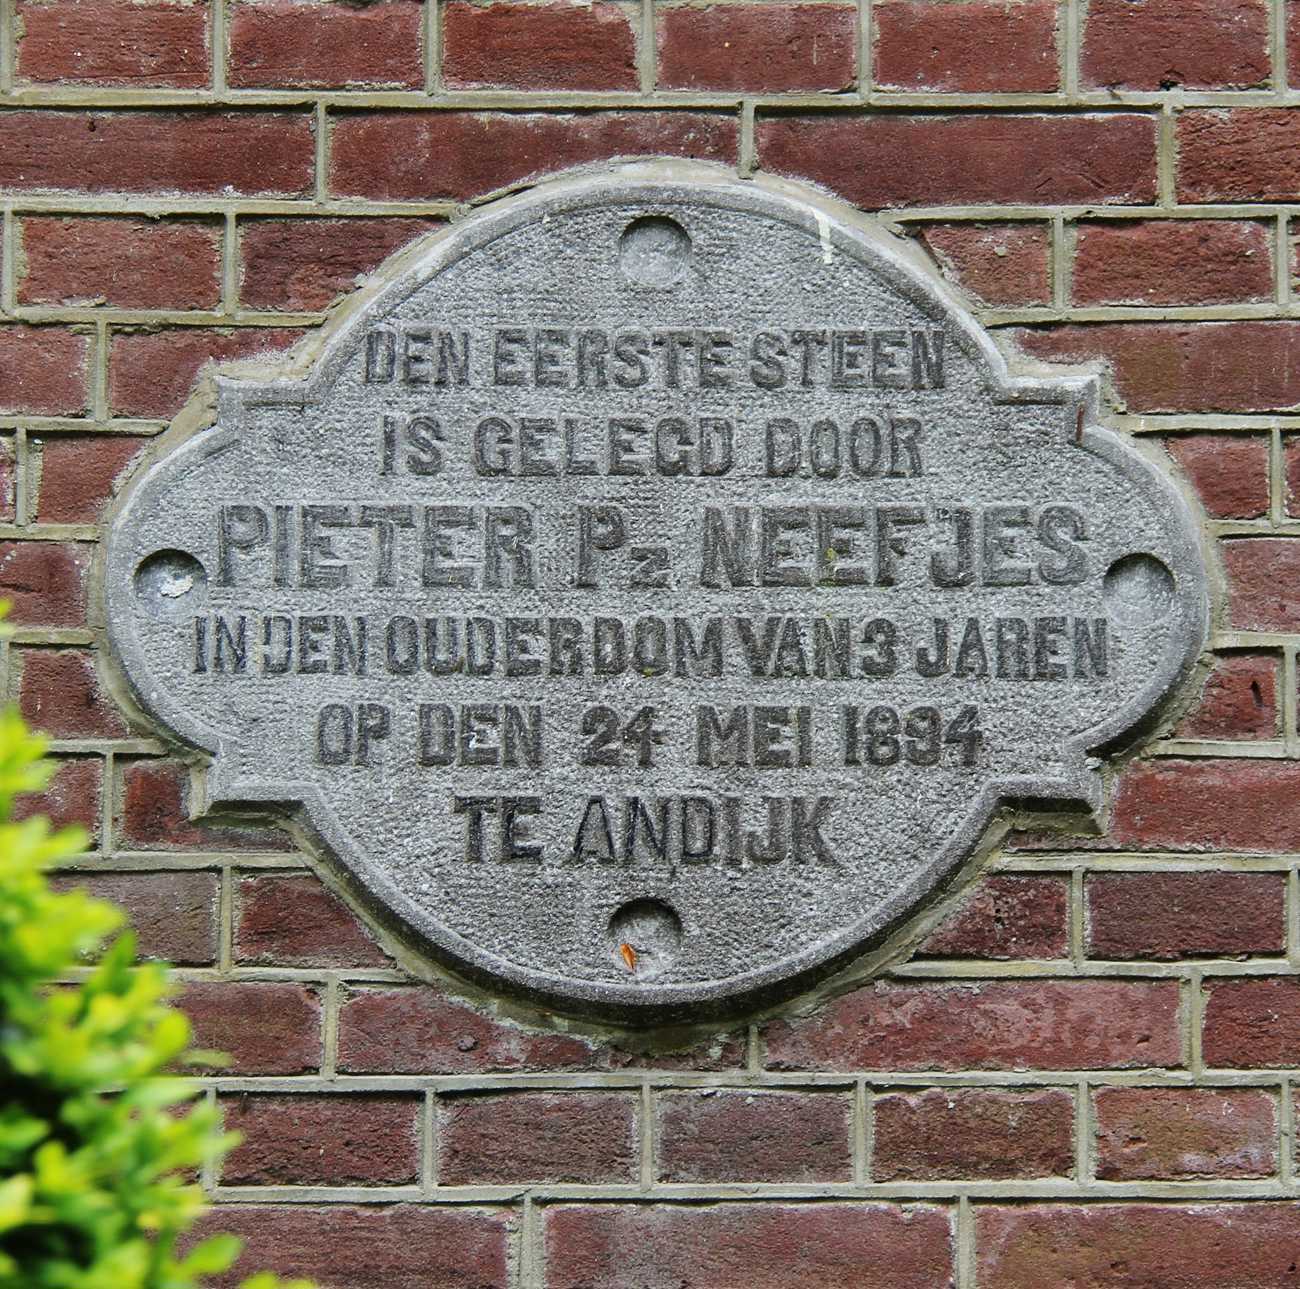 DEN EERSTE STEEN
IS GELEGD DOOR
PIETER Pz NEEFJES
IN DEN OUDERDOM VAN 3 JAREN
OP DEN 24 MEI 1894
TE ANDIJK